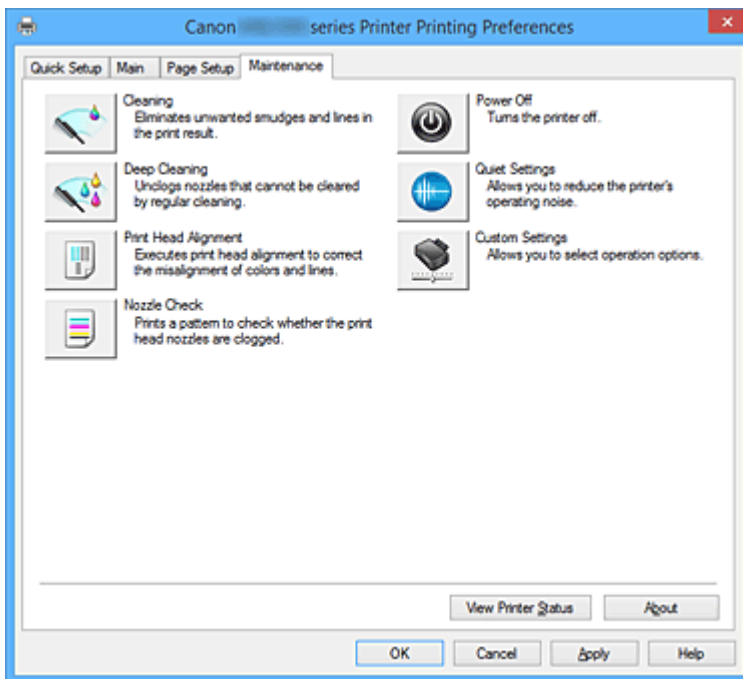 Canon series Printer Printing Preferences
Quick Setup Main Page Setup Maintenance
Cleaning
Eliminates unwanted smudges and lines in
the print result.
Deep Cleaning
Unclogs nozzles that cannot be cleared
by regular cleaning.
Print Head Alignment
Executes print head alignment to correct
the misalignment of colors and lines.
Nozzle Check
Prints a pattern to check whether the print
head nozzles are clogged.
Power Off
Turns the printer off.
Quiet Settings
Allows you to reduce the printer's
operating noise.
Custom Settings
Allows you to select operation options.
View Printer Status About
OK Cancel Apply Help